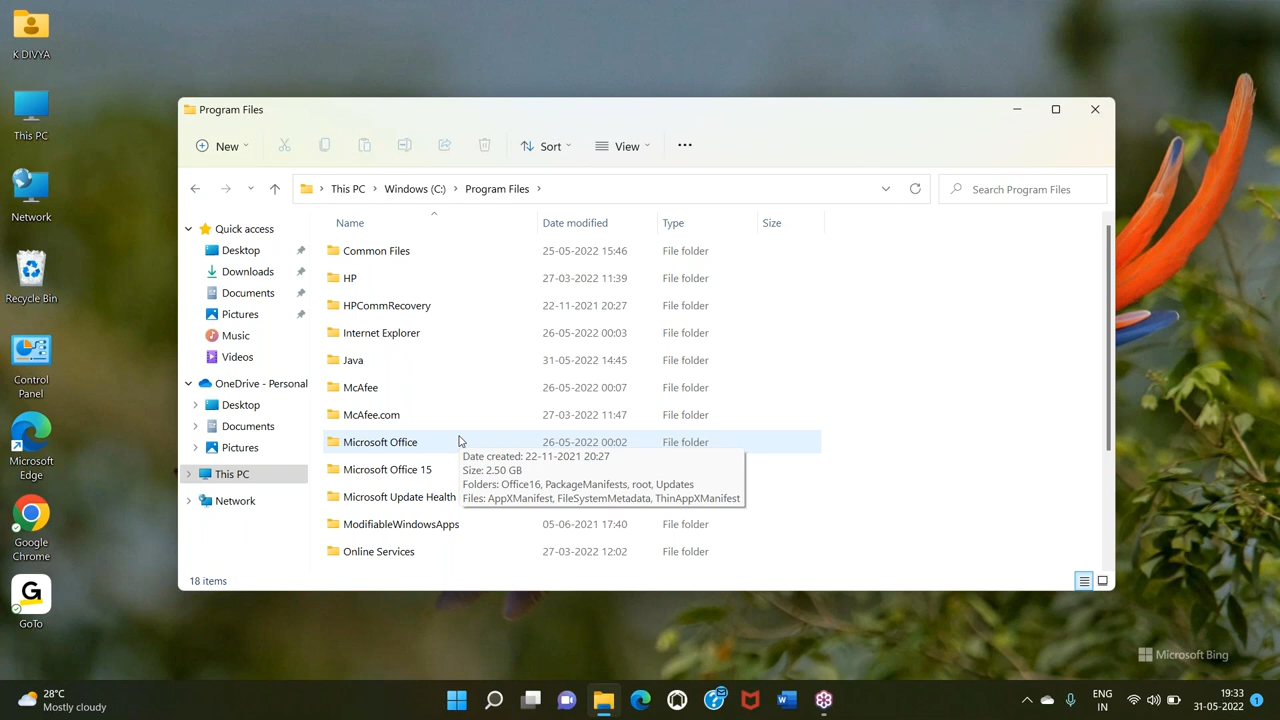 K DIVYA
This PC
Network
Recycle Bin
Control
Panel
Microsoft
Edge
Google
Chrome
G
GoTo
Program Files
New
Sort
View
This PC
Windows (C:)
Program Files
Search Program Files
Quick access
Desktop
Downloads
Documents
Pictures
Music
Videos
OneDrive - Personal
Desktop
Documents
Pictures
This PC
Network
Name Date modified Type Size
Common Files 25-05-2022 15:46 File folder
HP 27-03-2022 11:39 File folder
HPCommRecovery 22-11-2021 20:27 File folder
Internet Explorer 26-05-2022 00:03 File folder
Java 31-05-2022 14:45 File folder
McAfee 26-05-2022 00:07 File folder
McAfee.com 27-03-2022 11:47 File folder
Microsoft Office 26-05-2022 00:02 File folder
Microsoft Office 15
Microsoft Update Health
ModifiableWindowsApps 05-06-2021 17:40 File folder
Online Services 27-03-2022 12:02 File folder
Date created: 22-11-2021 20:27
Size: 2.50 GB
Folders: Office16, PackageManifests, root, Updates
Files: AppXManifest, FileSystemMetadata, ThinAppXManifest
18 items
Microsoft Bing
28°C
Mostly cloudy
ENG
IN
19:33
31-05-2022
1